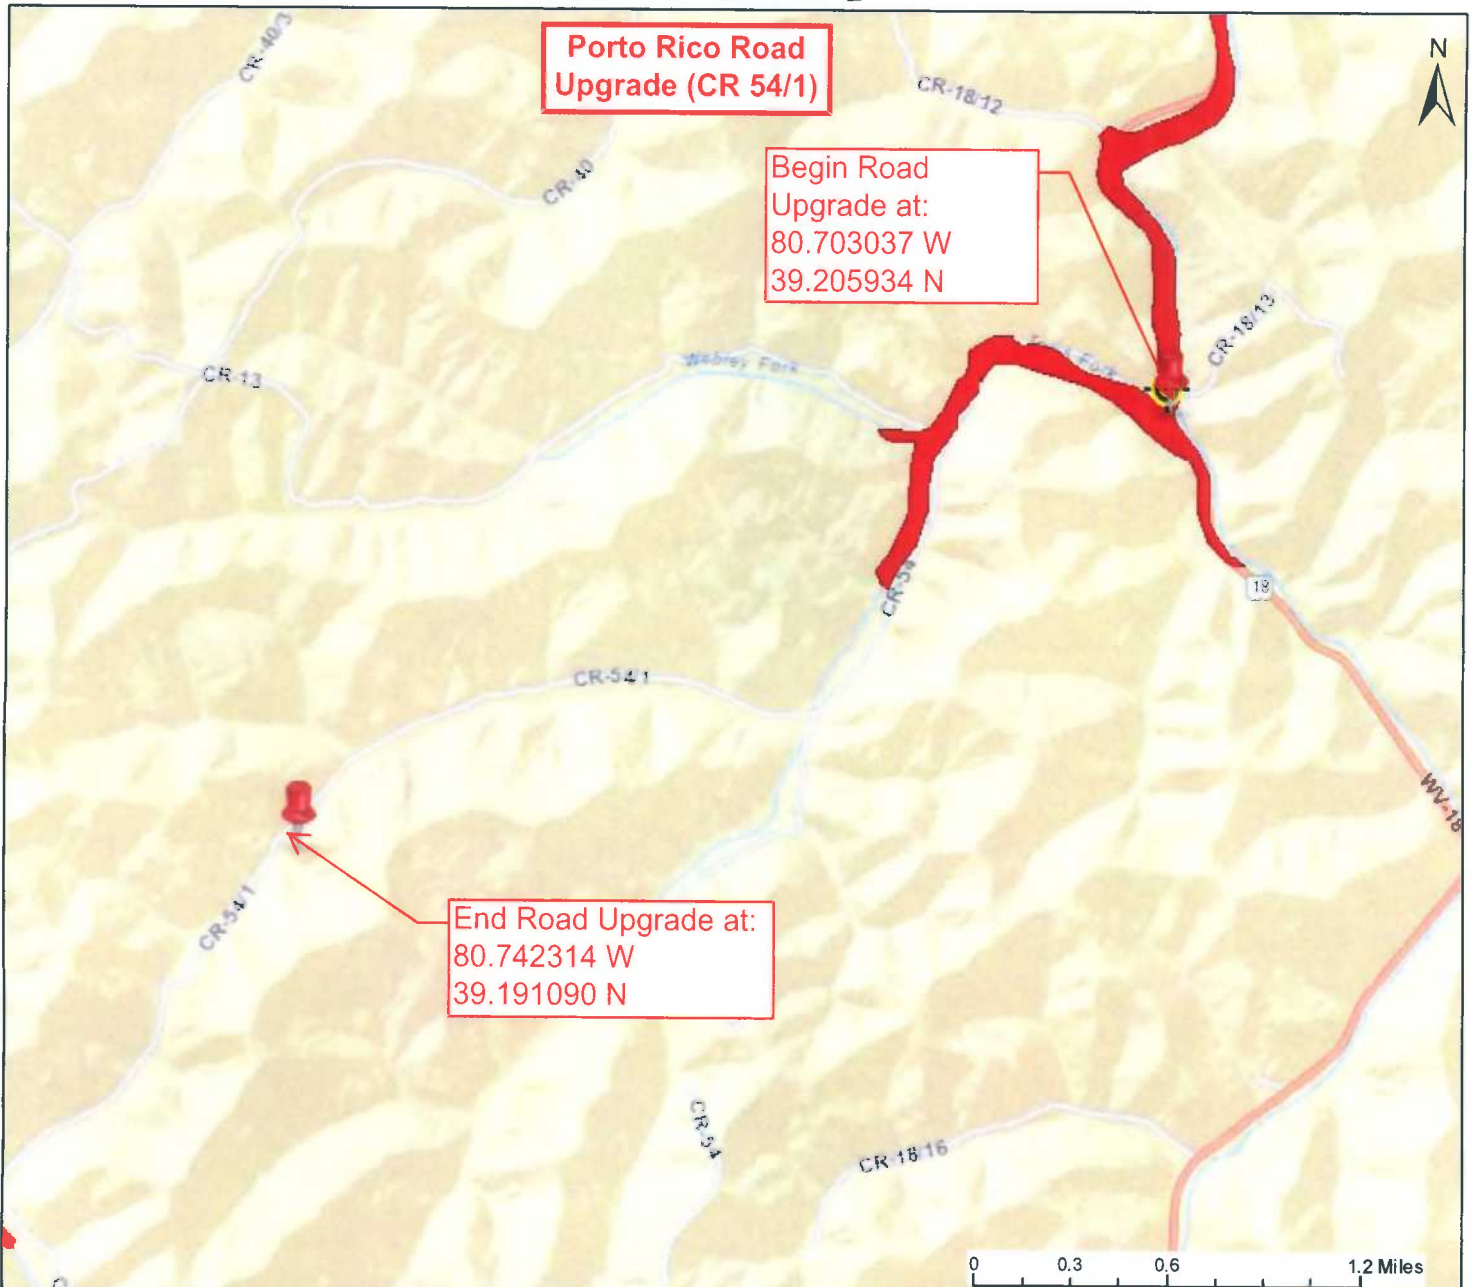 Porto Rico Road
Upgrade (CR 54/1)
N
CR-40/3
CR-18/12
CR-40
Begin Road
Upgrade at:
80.703037 W
39.205934 N
CR-18/13
Webley Fork
CR-13
CR-54
18
CR-54/1
WV-18
CR-54/1
End Road Upgrade at:
80.742314 W
39.191090 N
CR-54
CR-18/16
0 0.3 0.6 1.2 Miles